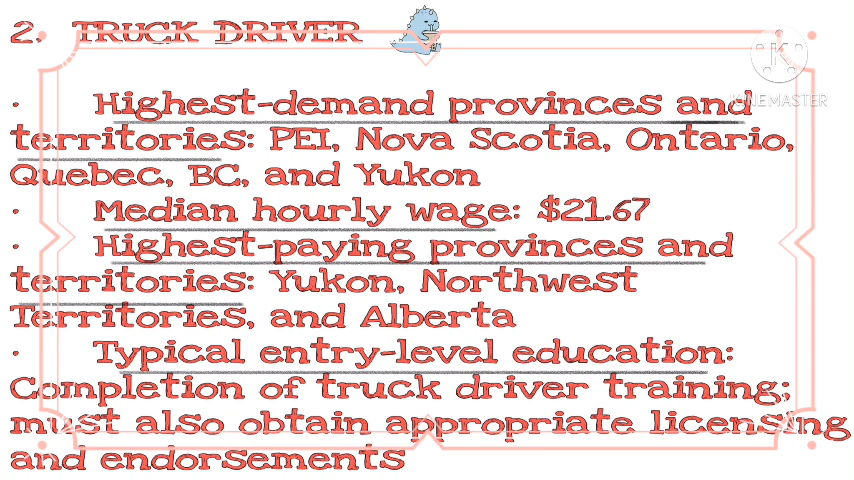 2. TRUCK DRIVER
K
KINEMASTER
· Highest-demand provinces and
territories: PEI, Nova Scotia, Ontario,
Quebec, BC, and Yukon
· Median hourly wage: $21.67
· Highest-paying provinces and
territories: Yukon, Northwest
Territories, and Alberta
· Typical entry-level education:
Completion of truck driver training;
must also obtain appropriate licensing
and endorsements